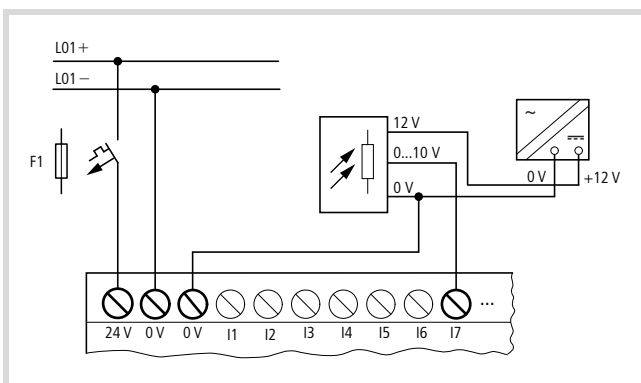 L01+
L01−
F1
12 V
0...10 V
0 V
~
0 V
+12 V
24 V 0 V 0 V I1 I2 I3 I4 I5 I6 I7 ...